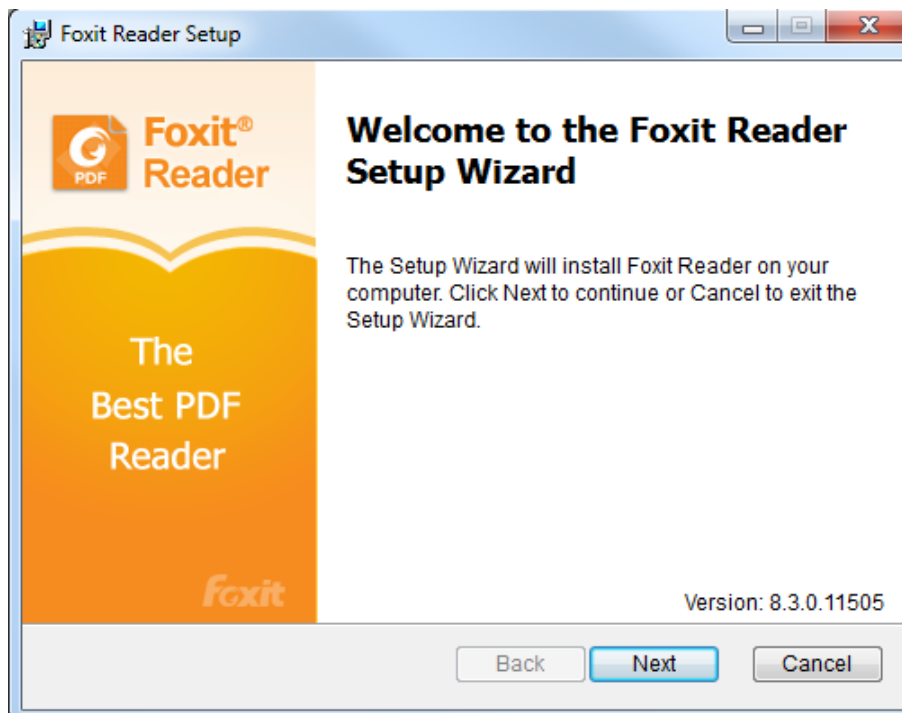 Foxit Reader Setup
Foxit®
Reader
PDF
The
Best PDF
Reader
foxit
Welcome to the Foxit Reader
Setup Wizard
The Setup Wizard will install Foxit Reader on your
computer. Click Next to continue or Cancel to exit the
Setup Wizard.
Version: 8.3.0.11505
Back Next Cancel